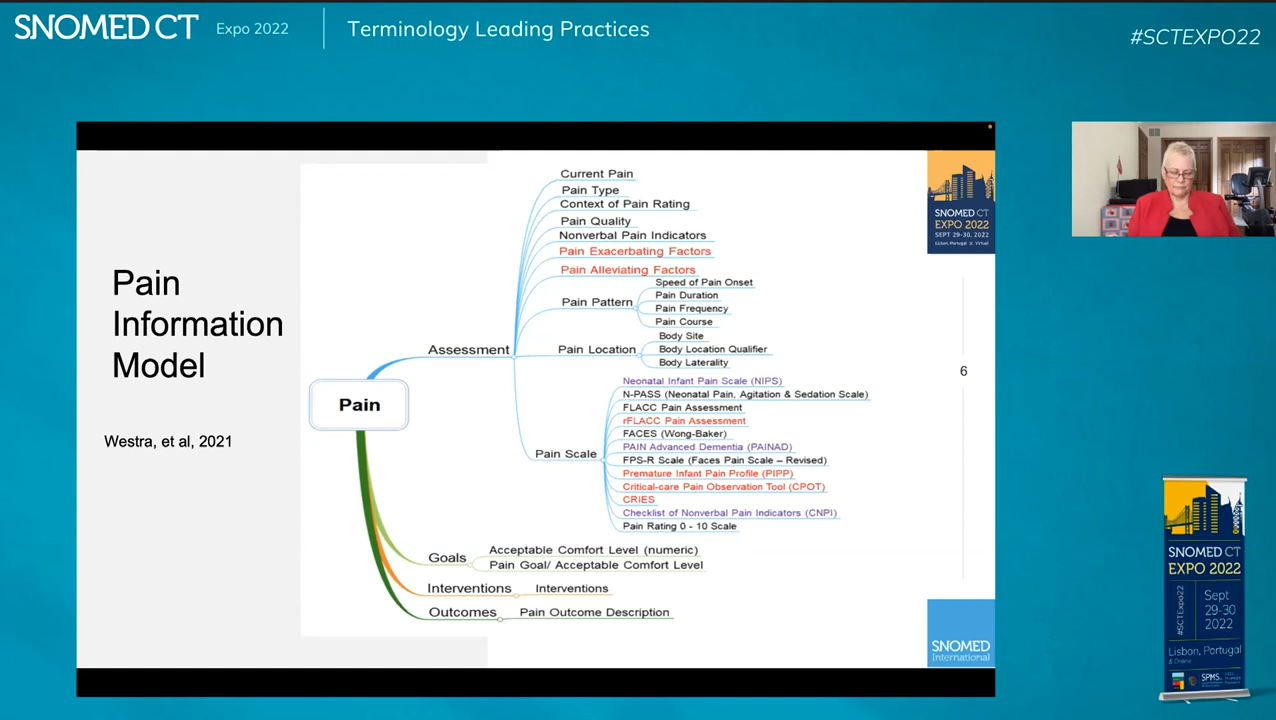 SNOMED CT Expo 2022 Terminology Leading Practices #SCTEXPO22
Pain
Information
Model
Westra, et al, 2021
Pain
Assessment
Current Pain
Pain Type
Context of Pain Rating
Pain Quality
Nonverbal Pain Indicators
Pain Exacerbating Factors
Pain Alleviating Factors
Pain Pattern
Speed of Pain Onset
Pain Duration
Pain Frequency
Pain Course
Pain Location
Body Site
Body Location Qualifier
Body Laterality
Pain Scale
Neonatal Infant Pain Scale (NIPS)
N-PASS (Neonatal Pain, Agitation & Sedation Scale)
FLACC Pain Assessment
rFLACC Pain Assessment
FACES (Wong-Baker)
PAIN Advanced Dementia (PAINAD)
FPS-R Scale (Faces Pain Scale – Revised)
Premature Infant Pain Profile (PIPP)
Critical-care Pain Observation Tool (CPOT)
CRIES
Checklist of Nonverbal Pain Indicators (CNPI)
Pain Rating 0 - 10 Scale
Goals
Acceptable Comfort Level (numeric)
Pain Goal/ Acceptable Comfort Level
Interventions
Interventions
Outcomes
Pain Outcome Description
SNOMED CT
EXPO 2022
SEPT 29-30, 2022
Lisbon, Portugal X Virtual
6
SNOMED
International
SNOMED CT
EXPO 2022
#SCTExpo22
Sept
29-30
2022
Lisbon, Portugal
& Online
SPMS